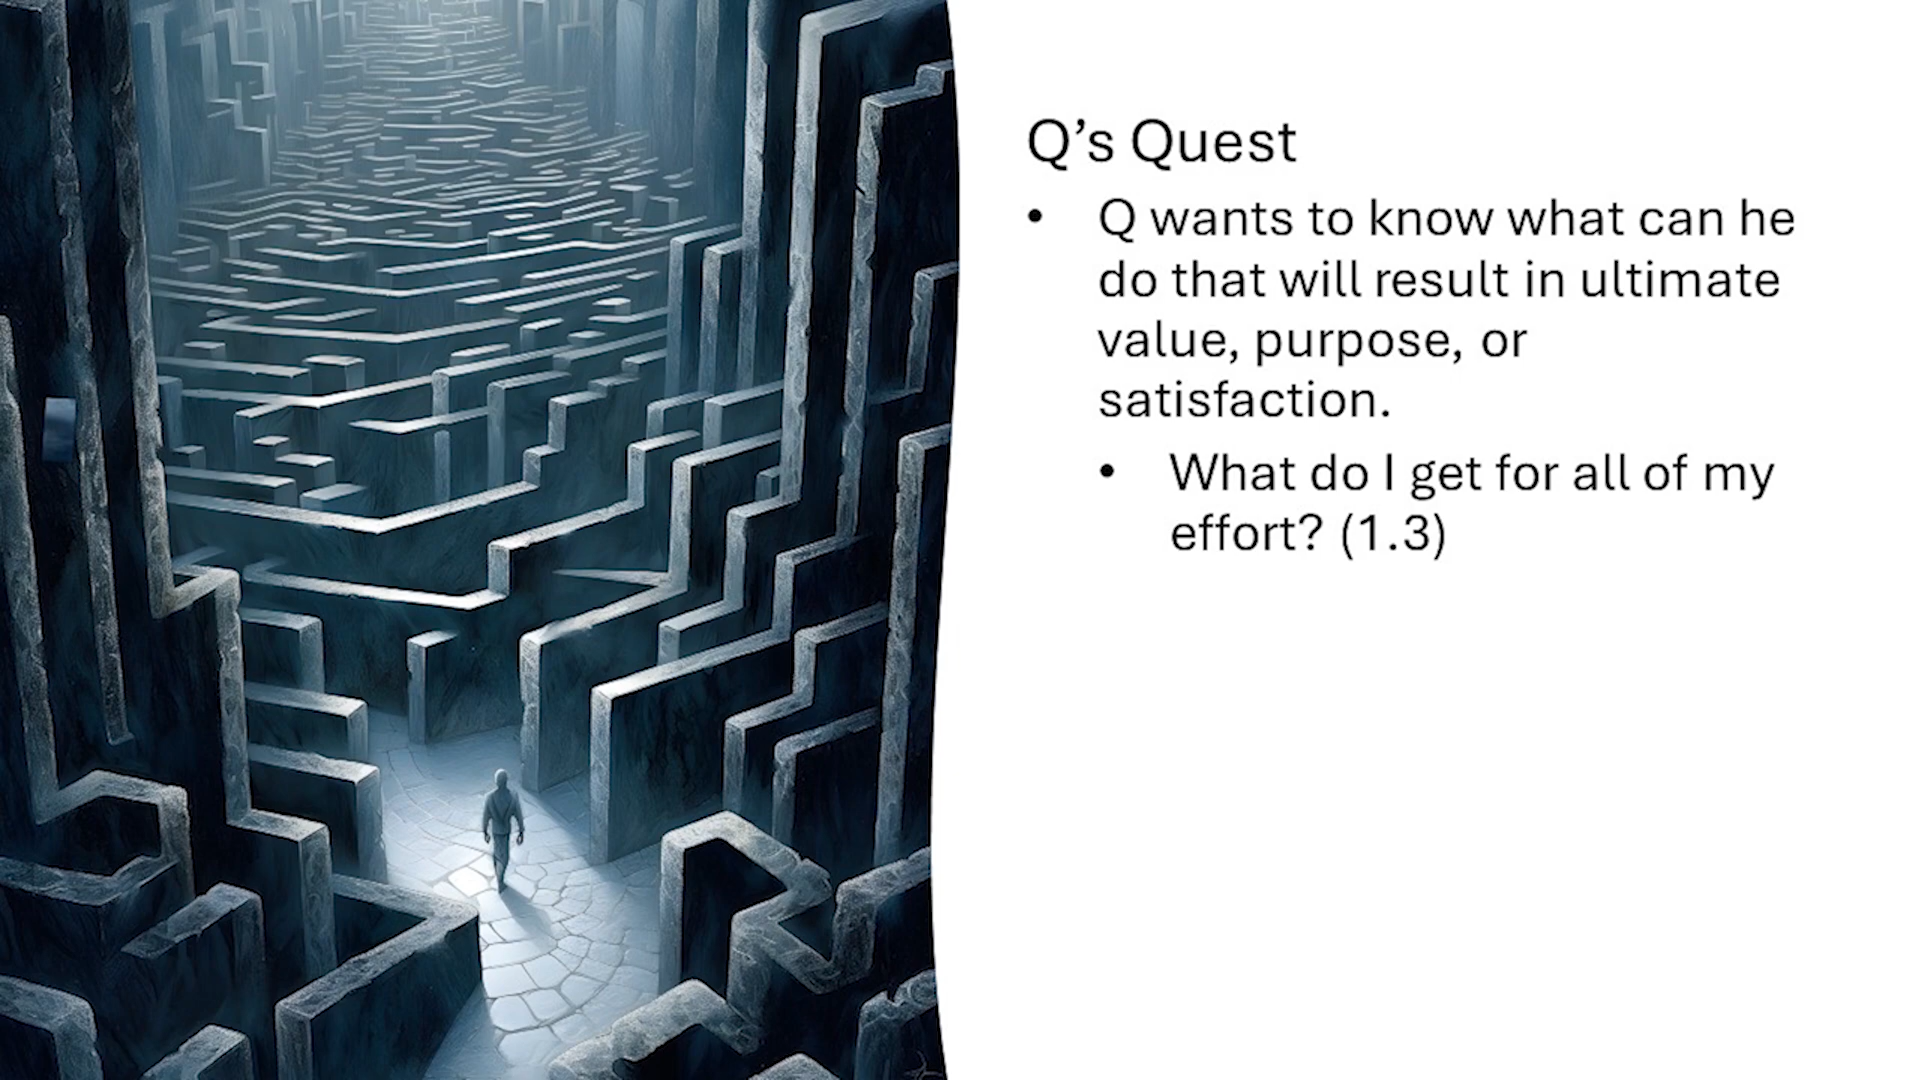 Q’s Quest
• Q wants to know what can he
do that will result in ultimate
value, purpose, or
satisfaction.
• What do I get for all of my
effort? (1.3)